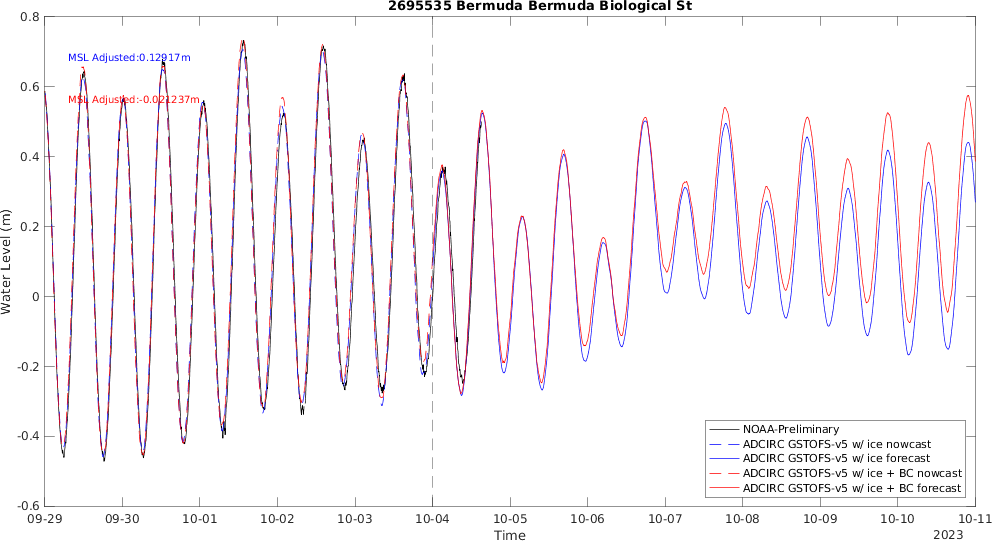 2695535 Bermuda Bermuda Biological St
0.8
0.6
0.4
0.2
0
-0.2
-0.4
-0.6
Water Level (m)
MSL Adjusted:0.12917m
MSL Adjusted:-0.021237m
NOAA-Preliminary
ADCIRC GSTOFS-v5 w/ ice nowcast
ADCIRC GSTOFS-v5 w/ ice forecast
ADCIRC GSTOFS-v5 w/ ice + BC nowcast
ADCIRC GSTOFS-v5 w/ ice + BC forecast
09-29 09-30 10-01 10-02 10-03 10-04 10-05 10-06 10-07 10-08 10-09 10-10 10-11
Time
2023